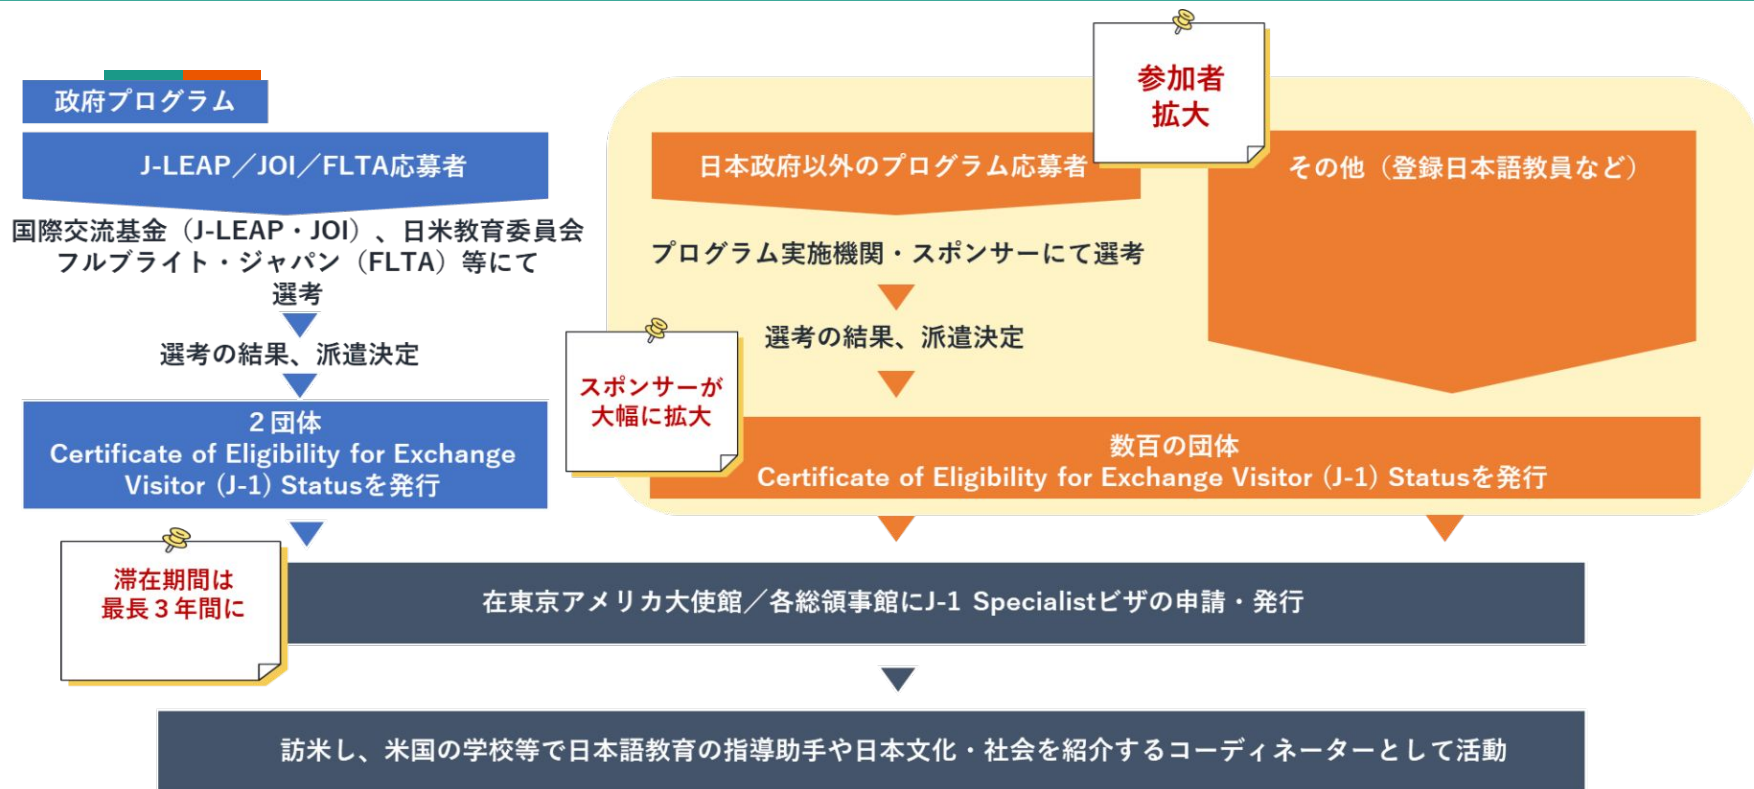 政府プログラム
J-LEAP／JOI／FLTA応募者
国際交流基金（J-LEAP・JOI）、日米教育委員会
フルブライト・ジャパン（FLTA）等にて
選考
選考の結果、派遣決定
２団体
Certificate of Eligibility for Exchange
Visitor (J-1) Statusを発行
参加者
拡大
日本政府以外のプログラム応募者
その他（登録日本語教員など）
プログラム実施機関・スポンサーにて選考
選考の結果、派遣決定
スポンサーが
大幅に拡大
数百の団体
Certificate of Eligibility for Exchange Visitor (J-1) Statusを発行
滞在期間は
最長３年間に
在東京アメリカ大使館／各総領事館にJ-1 Specialistビザの申請・発行
訪米し、米国の学校等で日本語教育の指導助手や日本文化・社会を紹介するコーディネーターとして活動